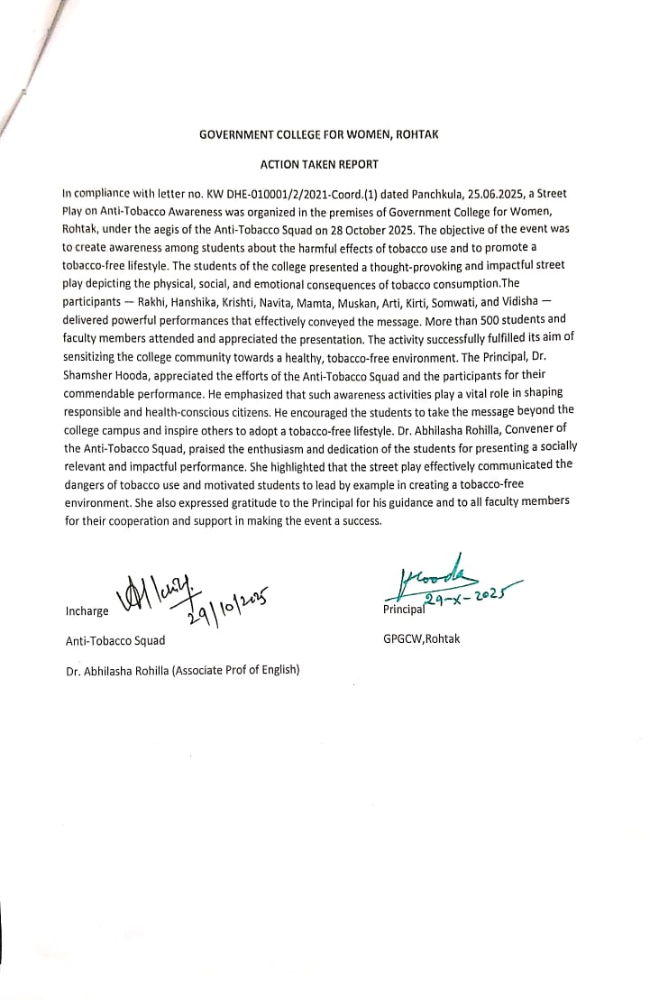 GOVERNMENT COLLEGE FOR WOMEN, ROHTAK
ACTION TAKEN REPORT
In compliance with letter no. KW DHE-010001/2/2021-Coord.(1) dated Panchkula, 25.06.2025, a Street
Play on Anti-Tobacco Awareness was organized in the premises of Government College for Women,
Rohtak, under the aegis of the Anti-Tobacco Squad on 28 October 2025. The objective of the event was
to create awareness among students about the harmful effects of tobacco use and to promote a
tobacco-free lifestyle. The students of the college presented a thought-provoking and impactful street
play depicting the physical, social, and emotional consequences of tobacco consumption.The
participants — Rakhi, Hanshika, Krishti, Navita, Mamta, Muskan, Arti, Kirti, Somwati, and Vidisha —
delivered powerful performances that effectively conveyed the message. More than 500 students and
faculty members attended and appreciated the presentation. The activity successfully fulfilled its aim of
sensitizing the college community towards a healthy, tobacco-free environment. The Principal, Dr.
Shamsher Hooda, appreciated the efforts of the Anti-Tobacco Squad and the participants for their
commendable performance. He emphasized that such awareness activities play a vital role in shaping
responsible and health-conscious citizens. He encouraged the students to take the message beyond the
college campus and inspire others to adopt a tobacco-free lifestyle. Dr. Abhilasha Rohilla, Convener of
the Anti-Tobacco Squad, praised the enthusiasm and dedication of the students for presenting a socially
relevant and impactful performance. She highlighted that the street play effectively communicated the
dangers of tobacco use and motivated students to lead by example in creating a tobacco-free
environment. She also expressed gratitude to the Principal for his guidance and to all faculty members
for their cooperation and support in making the event a success.
Incharge
29/10/2025
Anti-Tobacco Squad
Dr. Abhilasha Rohilla (Associate Prof of English)
Hooda
29-X-2025
Principal
GPGCW,Rohtak